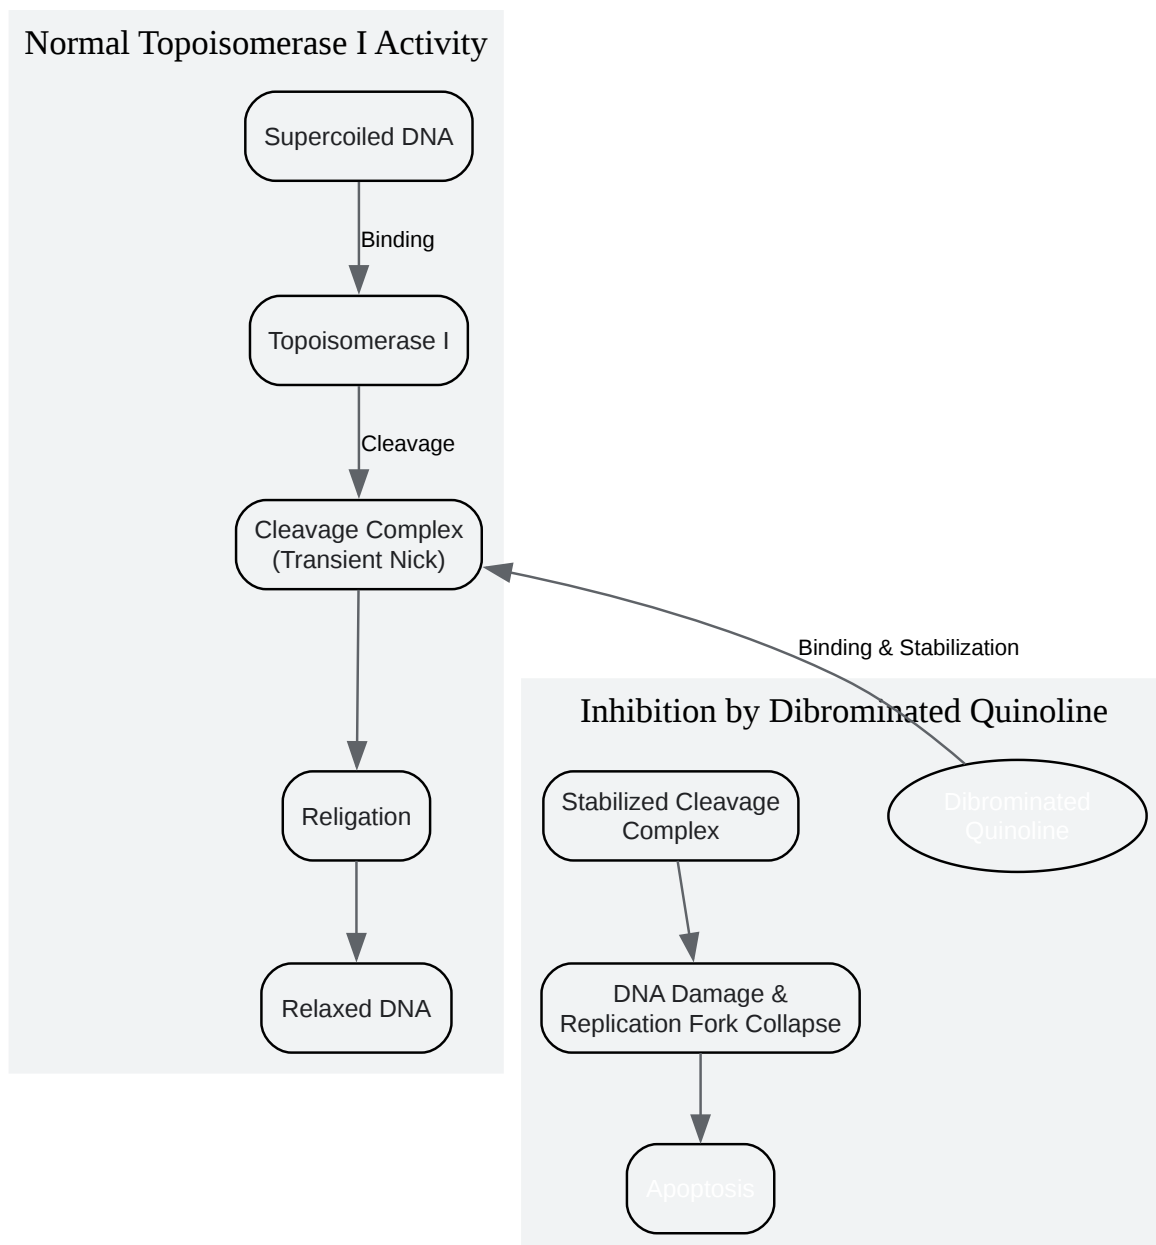 Normal Topoisomerase I Activity
Supercoiled DNA
Binding
Topoisomerase I
Cleavage
Cleavage Complex
(Transient Nick)
Religation
Relaxed DNA
Binding & Stabilization
Inhibition by Dibrominated Quinoline
Stabilized Cleavage
Complex
Dibrominated
Quinoline
DNA Damage &
Replication Fork Collapse
Apoptosis